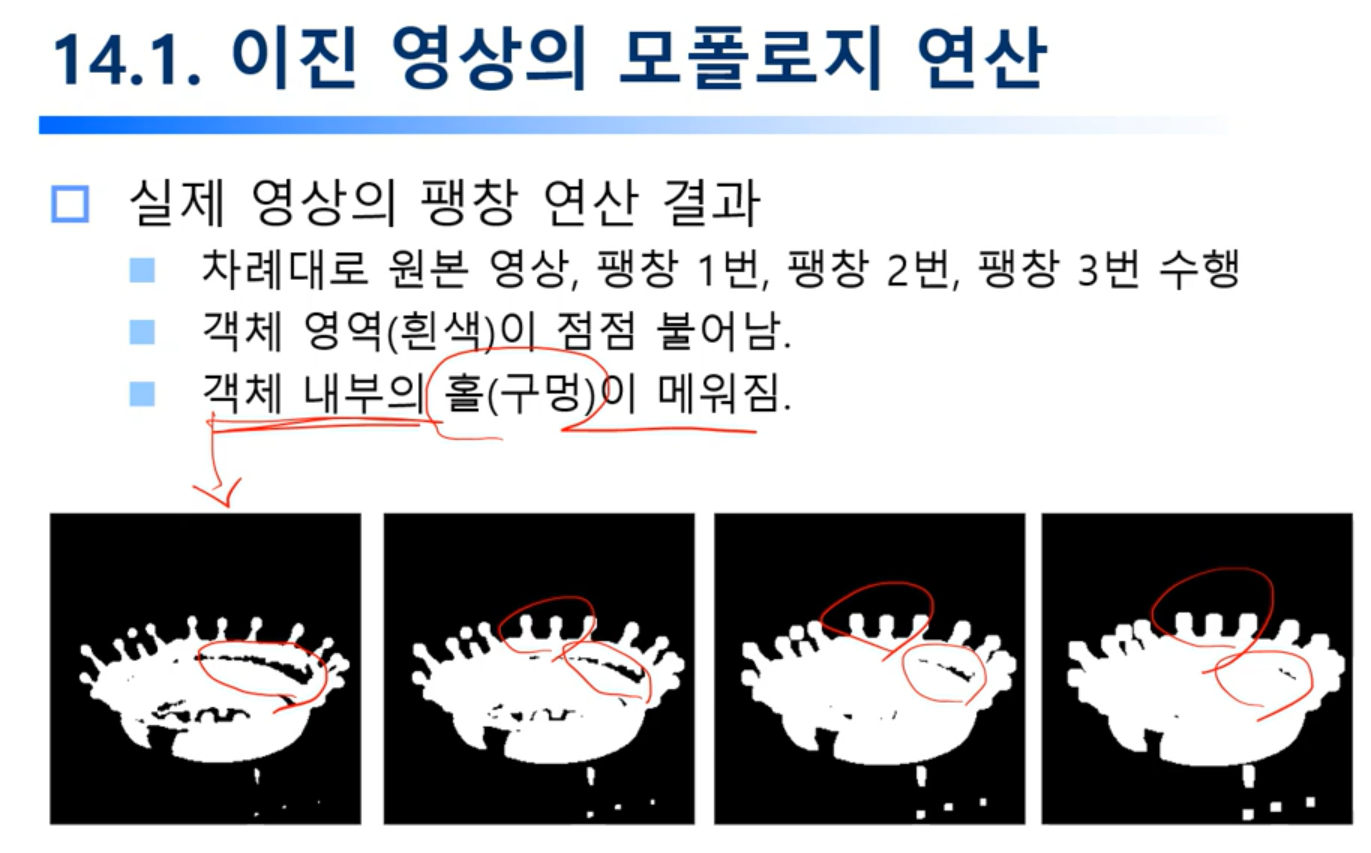 14.1. 이진 영상의 모폴로지 연산
실제 영상의 팽창 연산 결과
차례대로 원본 영상, 팽창 1번, 팽창 2번, 팽창 3번 수행
객체 영역(흰색)이 점점 불어남.
객체 내부의 홀(구멍)이 메워짐.